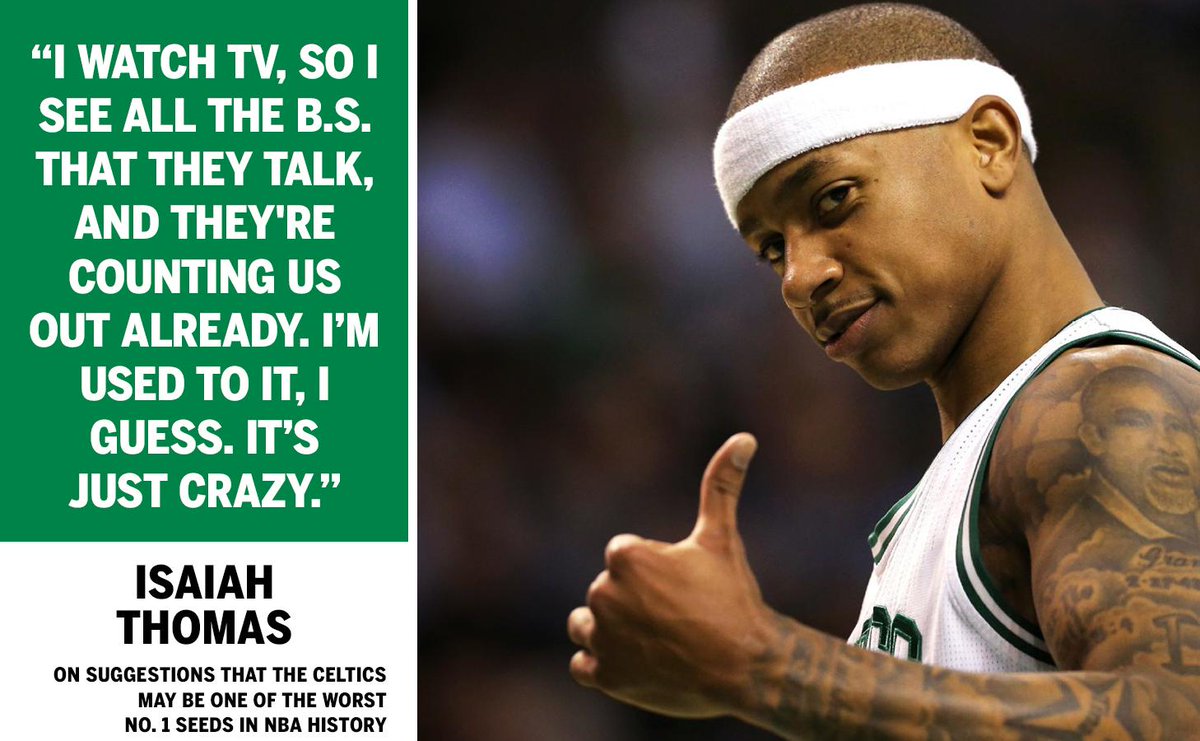 “I WATCH TV, SO I
SEE ALL THE B.S.
THAT THEY TALK,
AND THEY'RE
COUNTING US
OUT ALREADY. I’M
USED TO IT, I
GUESS. IT’S
JUST CRAZY.”
ISAIAH
THOMAS
ON SUGGESTIONS THAT THE CELTICS
MAY BE ONE OF THE WORST
NO. 1 SEEDS IN NBA HISTORY